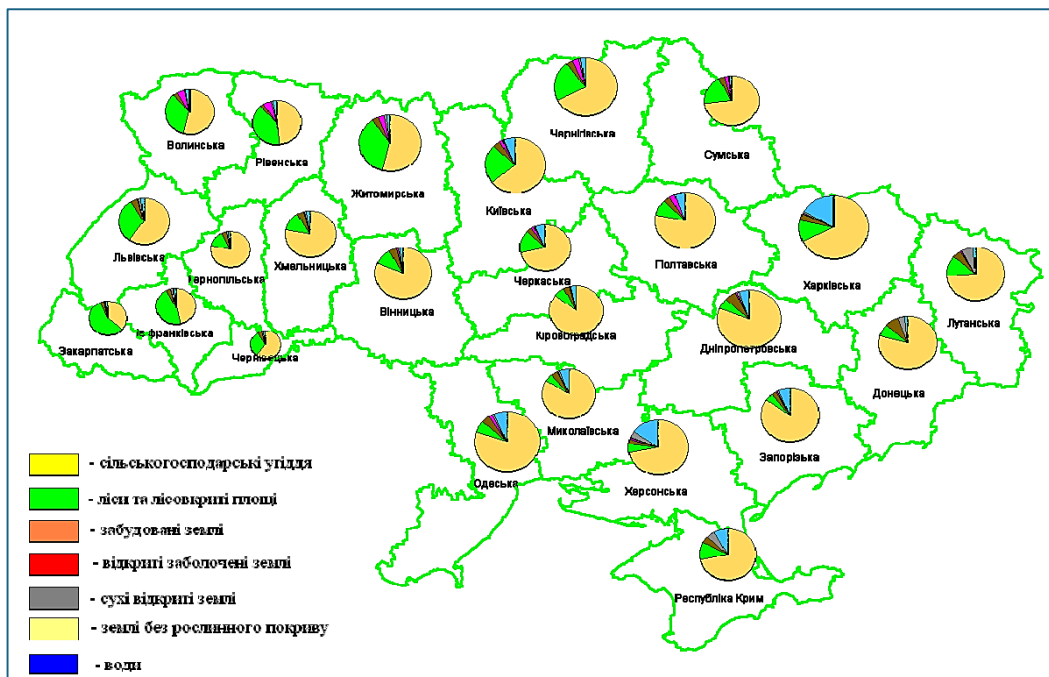 Чернігівська
Волинська
Рівенська
Сумська
Житомирська
Київська
Львівська
Тернопільська
Хмельницька
Черкаська
Полтавська
Харківська
Луганська
Вінницька
франківська
Кіровоградська
Закарпатська
Чернівецька
Дніпропетровська
Донецька
Миколаївська
Запорізька
Одеська
Херсонська
Республіка Крим
- сільськогосподарські угіддя
- ліси та лісовкриті площі
- забудовані землі
- відкриті заболочені землі
- сухі відкриті землі
- землі без рослинного покриву
- води